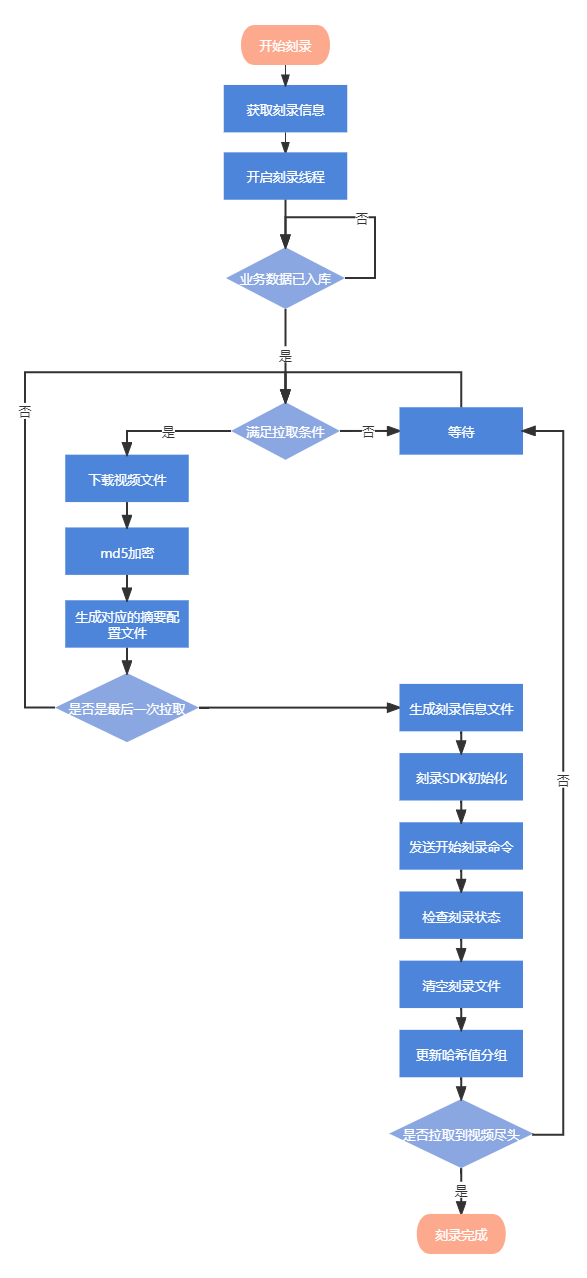 开始刻录
获取刻录信息
开启刻录线程
否
业务数据已入库
是
否
是
满足拉取条件
否
等待
下载视频文件
md5加密
生成对应的摘要配
置文件
是否是最后一次拉取
生成刻录信息文件
刻录SDK初始化
否
发送开始刻录命令
检查刻录状态
清空刻录文件
更新哈希值分组
是否拉取到视频尽头
是
刻录完成